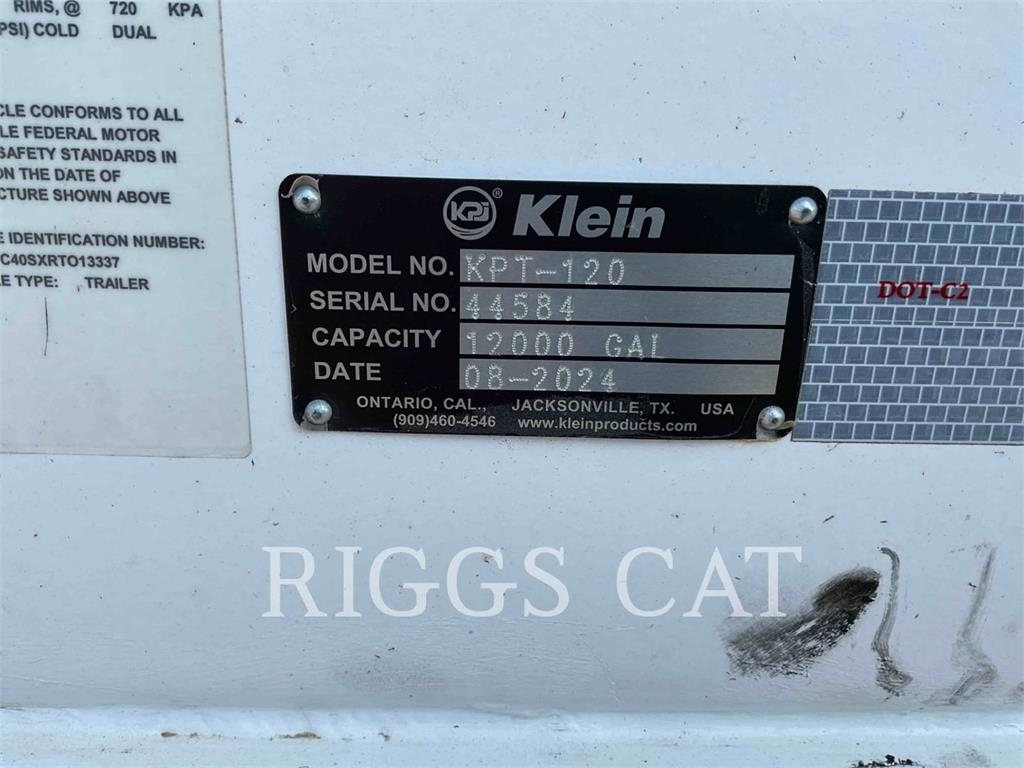 RIMS, @ 720 KPA
PSI) COLD DUAL
CLE CONFORMS TO ALL
LE FEDERAL MOTOR
SAFETY STANDARDS IN
ON THE DATE OF
CTURE SHOWN ABOVE
E IDENTIFICATION NUMBER:
C40SXRTO13337
LE TYPE: TRAILER
KPI ® Klein
MODEL NO. KPT-120
SERIAL NO. 44584
CAPACITY 12000 GAL
DATE 08-2024
ONTARIO, CAL., JACKSONVILLE, TX. USA
(909)460-4546 www.kleinproducts.com
DOT-C2
RIGGS CAT